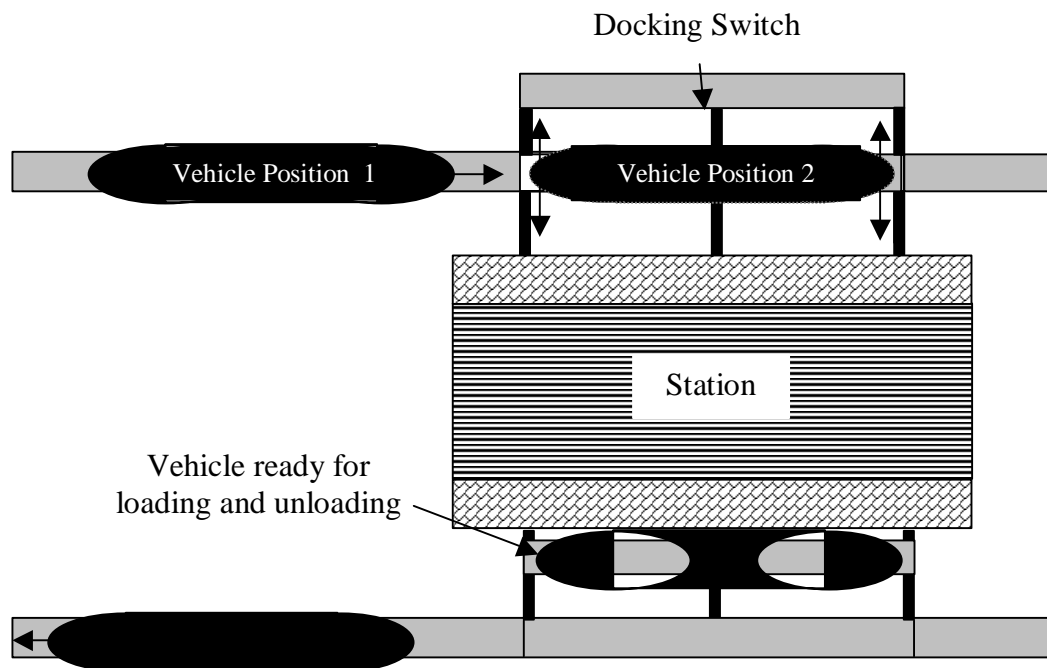 Docking Switch
Vehicle Position 1
Vehicle Position 2
Station
Vehicle ready for
loading and unloading